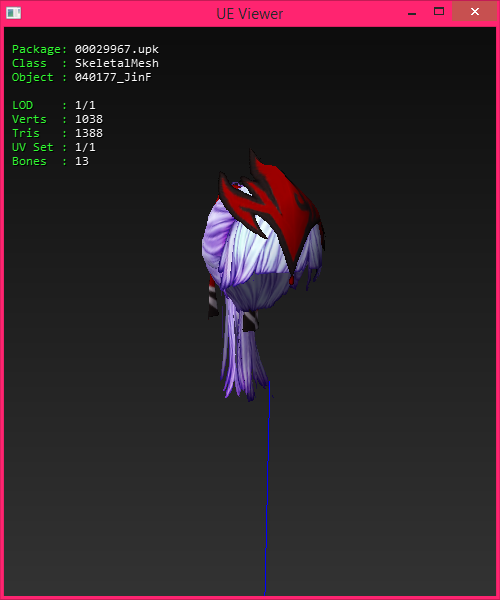 UE Viewer
Package: 00029967.upk
Class : SkeletalMesh
Object : 040177_JinF
LOD : 1/1
Verts : 1038
Tris : 1388
UV Set : 1/1
Bones : 13